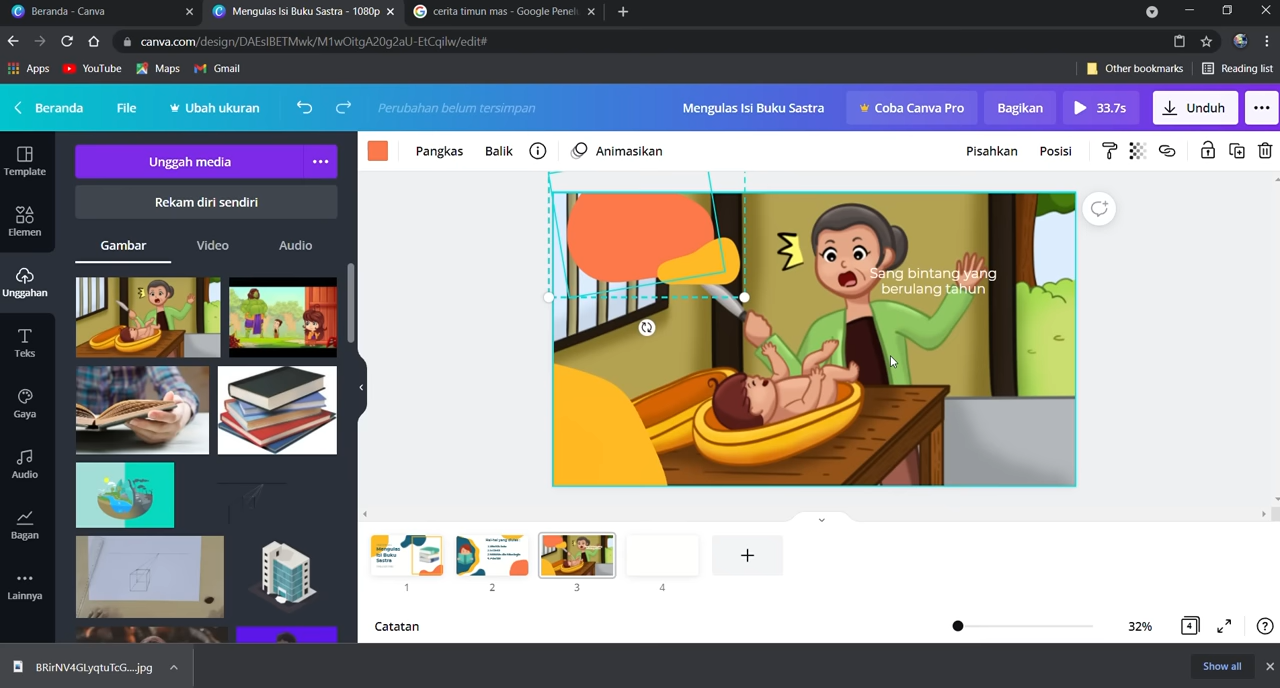 Beranda - Canva
Mengulas Isi Buku Sastra - 1080p
cerita timun mas - Google Penel
canva.com/design/DAEsIBETMwk/M1wOitgA20g2aU-EtCqilw/edit#
Apps
YouTube
Maps
Gmail
Other bookmarks
Reading list
Beranda
File
Ubah ukuran
Perubahan belum tersimpan
Mengulas Isi Buku Sastra
Coba Canva Pro
Bagikan
33.7s
Unduh
Template
Elemen
Unggahan
Teks
Gaya
Audio
Bagan
Lainnya
Unggah media
Rekam diri sendiri
Gambar
Video
Audio
Pangkas
Balik
Animasikan
Pisahkan
Posisi
Sang bintang yang
berulang tahun
Mengulas
Isi Buku
Sastra
1
2
3
4
Catatan
32%
4
BRirNV4GLyqtuTcG....jpg
Show all